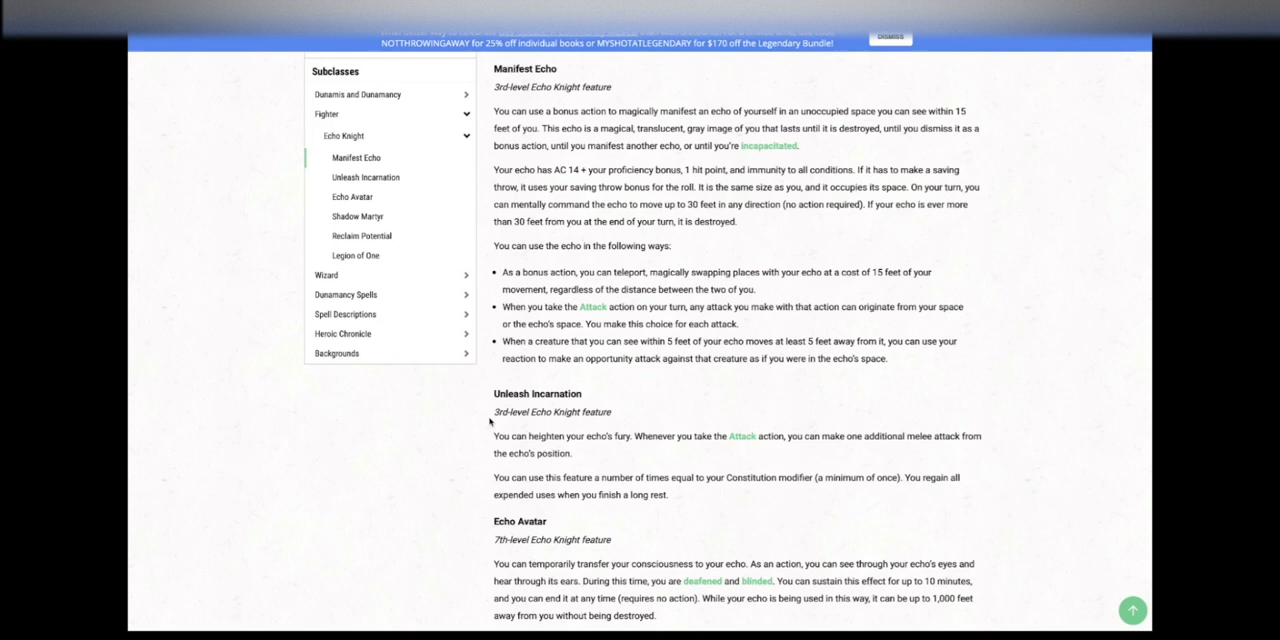 NOTTHROWINGAWAY for 25% off individual books or MYSHOTATLEGENDARY for $170 off the Legendary Bundle!
DISMISS
Subclasses
Dunamis and Dunamancy
Fighter
Echo Knight
Manifest Echo
Unleash Incarnation
Echo Avatar
Shadow Martyr
Reclaim Potential
Legion of One
Wizard
Dunamancy Spells
Spell Descriptions
Heroic Chronicle
Backgrounds
Manifest Echo
3rd-level Echo Knight feature
You can use a bonus action to magically manifest an echo of yourself in an unoccupied space you can see within 15
feet of you. This echo is a magical, translucent, gray image of you that lasts until it is destroyed, until you dismiss it as a
bonus action, until you manifest another echo, or until you're incapacitated.
Your echo has AC 14 + your proficiency bonus, 1 hit point, and immunity to all conditions. If it has to make a saving
throw, it uses your saving throw bonus for the roll. It is the same size as you, and it occupies its space. On your turn, you
can mentally command the echo to move up to 30 feet in any direction (no action required). If your echo is ever more
than 30 feet from you at the end of your turn, it is destroyed.
You can use the echo in the following ways:
• As a bonus action, you can teleport, magically swapping places with your echo at a cost of 15 feet of your
movement, regardless of the distance between the two of you.
• When you take the Attack action on your turn, any attack you make with that action can originate from your space
or the echo's space. You make this choice for each attack.
• When a creature that you can see within 5 feet of your echo moves at least 5 feet away from it, you can use your
reaction to make an opportunity attack against that creature as if you were in the echo's space.
Unleash Incarnation
3rd-level Echo Knight feature
You can heighten your echo's fury. Whenever you take the Attack action, you can make one additional melee attack from
the echo's position.
You can use this feature a number of times equal to your Constitution modifier (a minimum of once). You regain all
expended uses when you finish a long rest.
Echo Avatar
7th-level Echo Knight feature
You can temporarily transfer your consciousness to your echo. As an action, you can see through your echo's eyes and
hear through its ears. During this time, you are deafened and blinded. You can sustain this effect for up to 10 minutes,
and you can end it at any time (requires no action). While your echo is being used in this way, it can be up to 1,000 feet
away from you without being destroyed.